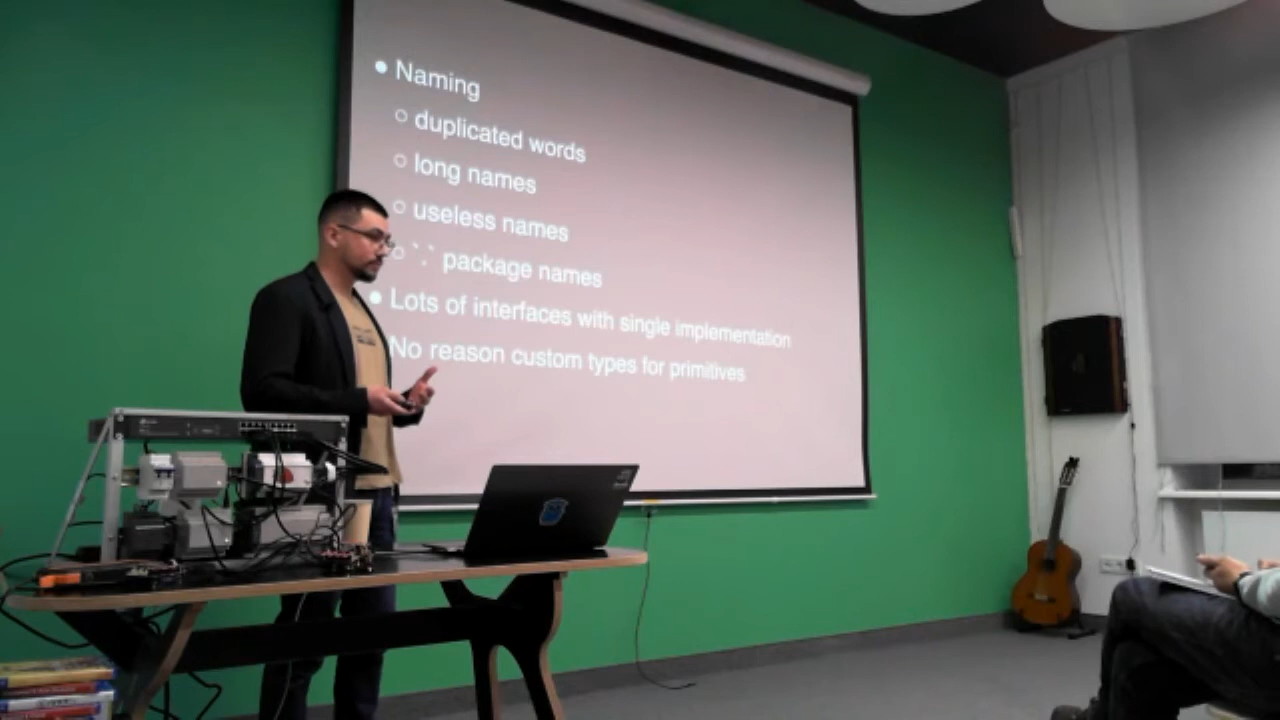 • Naming
○ duplicated words
○ long names
○ useless names
○ `.` package names
• Lots of interfaces with single implementation
No reason custom types for primitives